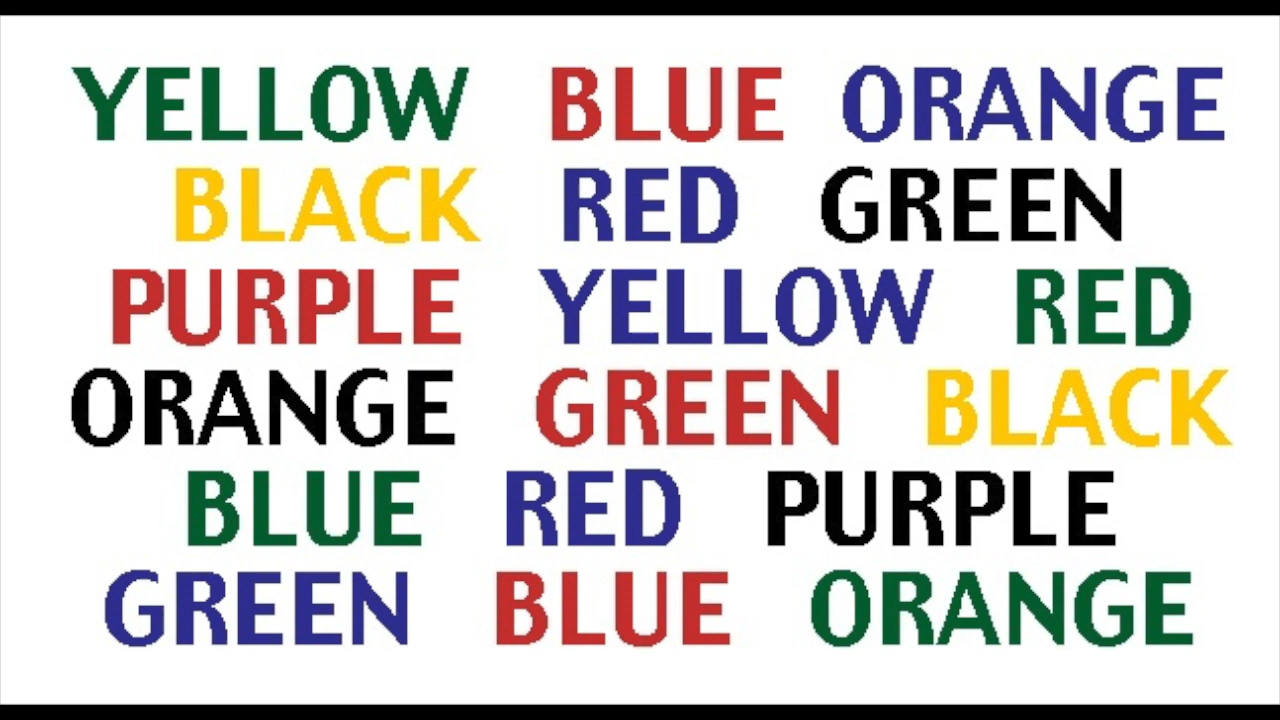 YELLOW BLUE ORANGE
BLACK RED GREEN
PURPLE YELLOW RED
ORANGE GREEN BLACK
BLUE RED PURPLE
GREEN BLUE ORANGE